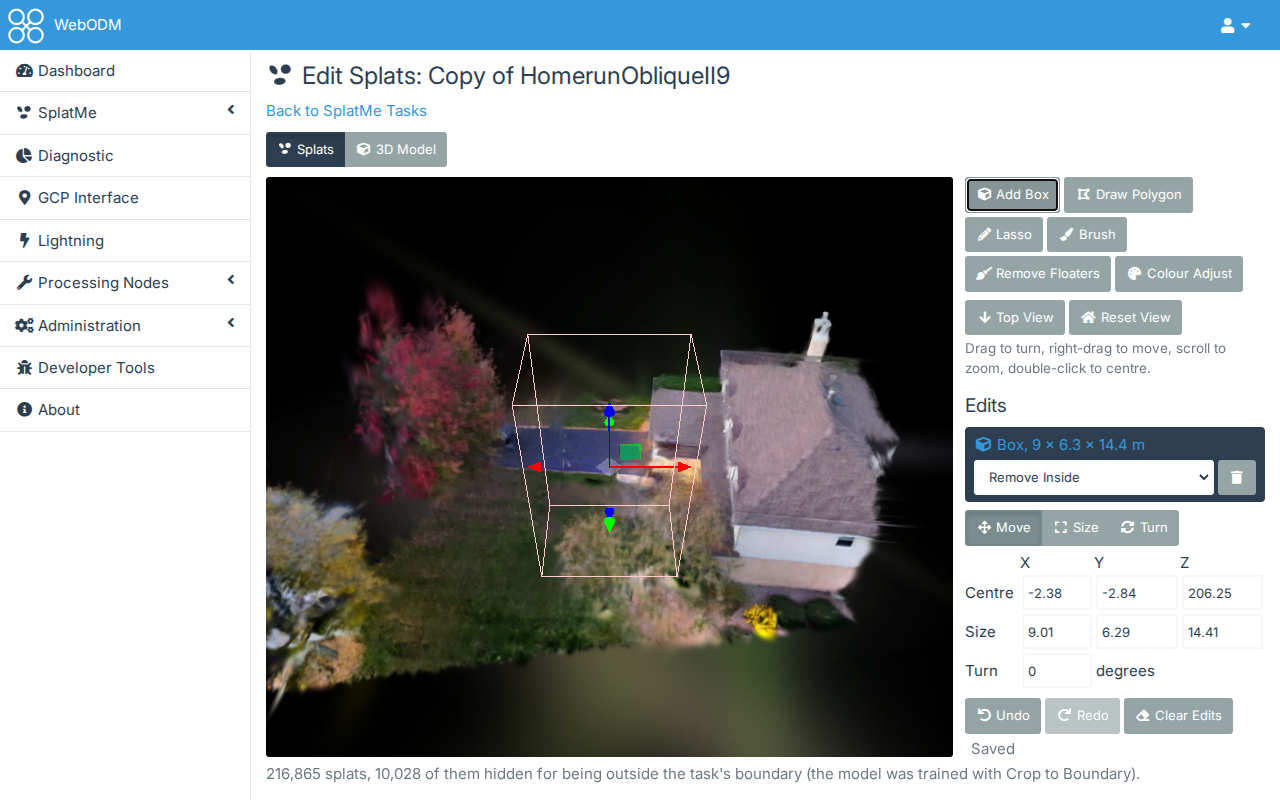 WebODM
Dashboard
SplatMe
Diagnostic
GCP Interface
Lightning
Processing Nodes
Administration
Developer Tools
About
Edit Splats: Copy of HomerunObliqueII9
Back to SplatMe Tasks
Splats
3D Model
Add Box
Draw Polygon
Lasso
Brush
Remove Floaters
Colour Adjust
Top View
Reset View
Drag to turn, right-drag to move, scroll to
zoom, double-click to centre.
Edits
Box, 9 × 6.3 × 14.4 m
Remove Inside
Move
Size
Turn
X Y Z
Centre -2.38 -2.84 206.25
Size 9.01 6.29 14.41
Turn 0 degrees
Undo
Redo
Clear Edits
Saved
216,865 splats, 10,028 of them hidden for being outside the task's boundary (the model was trained with Crop to Boundary).